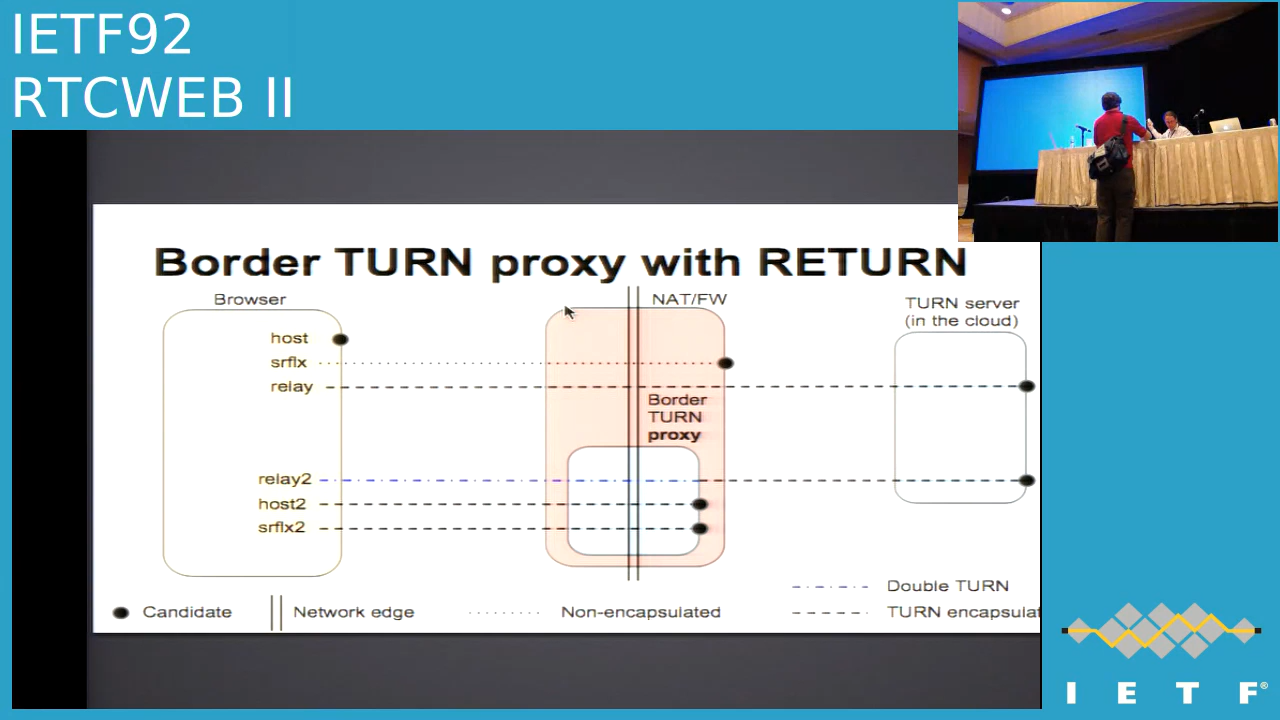 IETF92
RTCWEB II
Border TURN proxy with RETURN
Browser
NAT/FW
TURN server
(in the cloud)
host
srflx
relay
Border
TURN
proxy
relay2
host2
srflx2
Double TURN
Candidate
Network edge
Non-encapsulated
TURN encapsulat
I E T F®